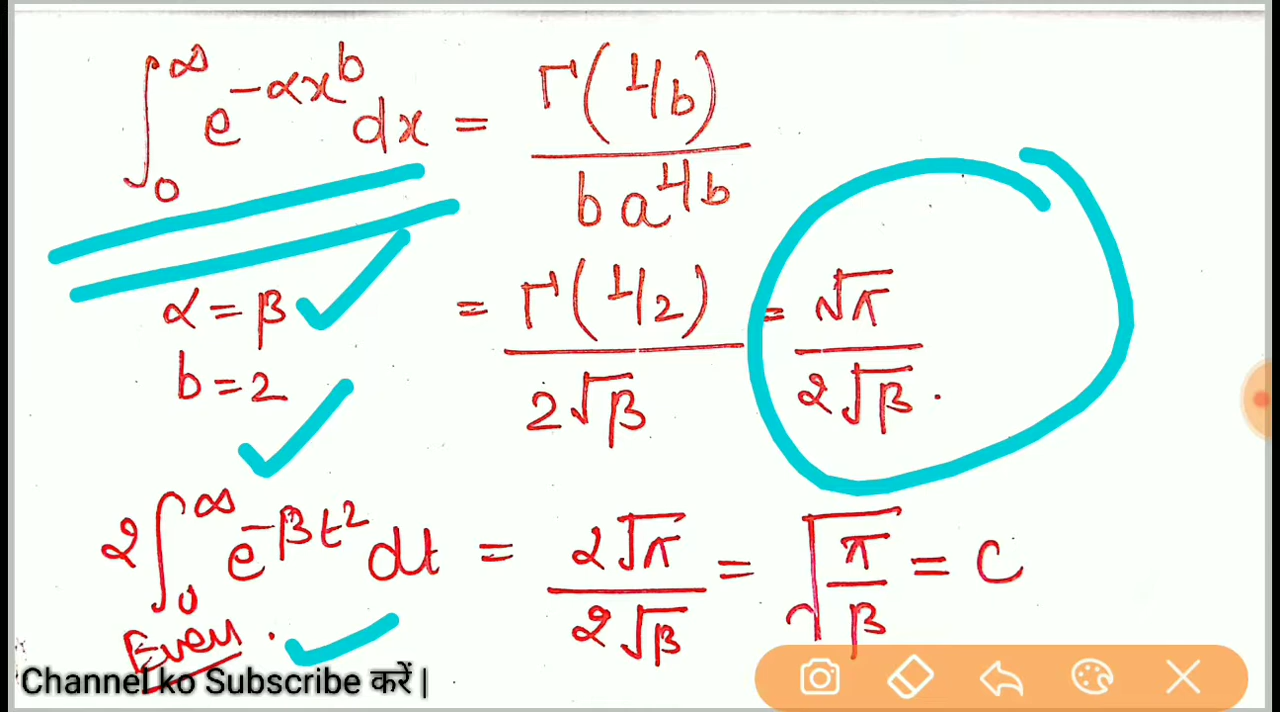 ∫₀^∞ e^{-αx^b} dx = Γ(1/b) / b a^{1/b}
α = β = Γ(1/2) / 2√β = √π / 2√β .
b = 2
2∫₀^∞ e^{-βt²} dt = 2√π / 2√β = √(π/β) = C
Even .
Channel ko Subscribe करें |